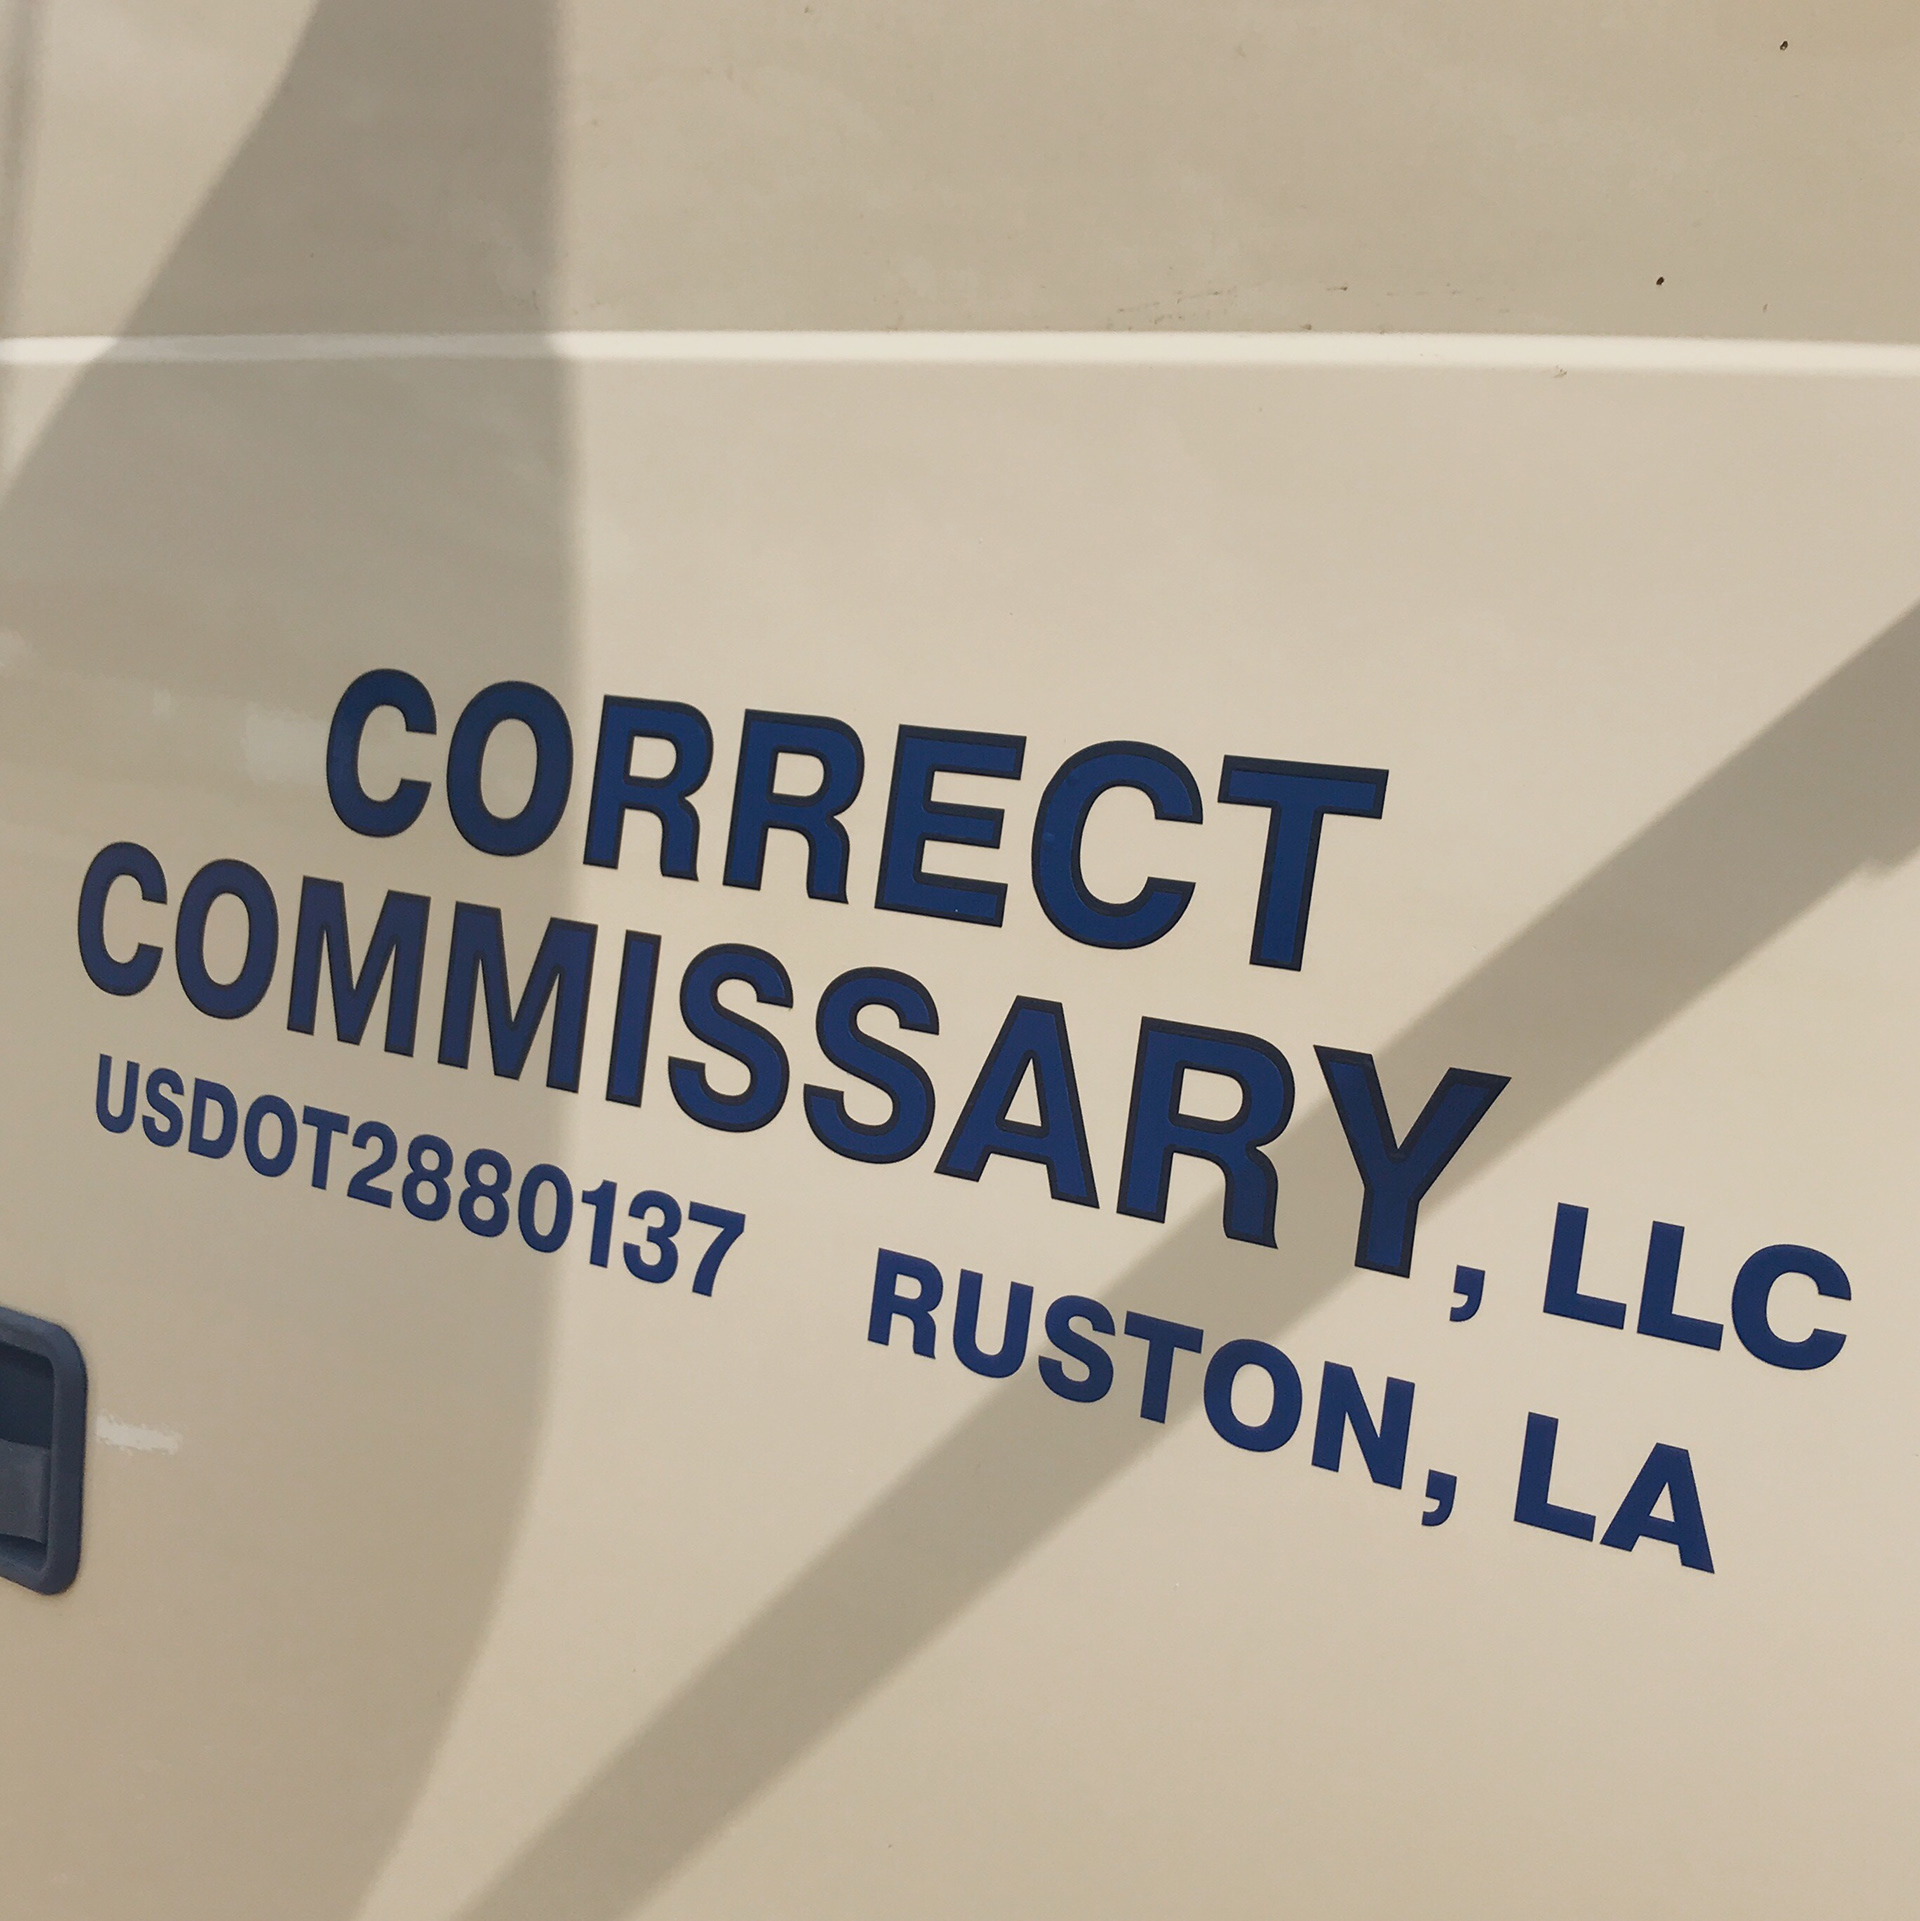 CORRECT
COMMISSARY, LLC
USDOT2880137 RUSTON, LA